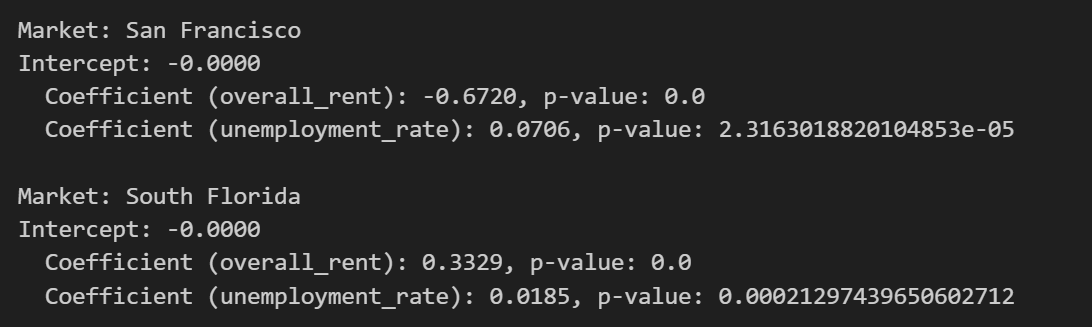 Market: San Francisco
Intercept: -0.0000
  Coefficient (overall_rent): -0.6720, p-value: 0.0
  Coefficient (unemployment_rate): 0.0706, p-value: 2.3163018820104853e-05

Market: South Florida
Intercept: -0.0000
  Coefficient (overall_rent): 0.3329, p-value: 0.0
  Coefficient (unemployment_rate): 0.0185, p-value: 0.00021297439650602712